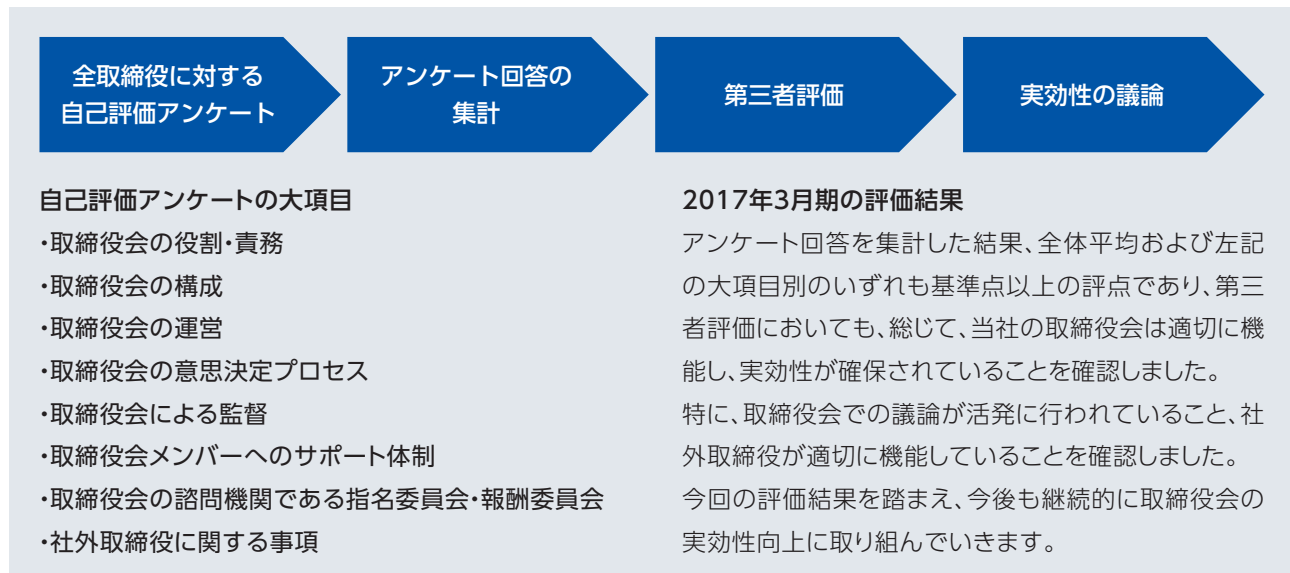 全取締役に対する
自己評価アンケート
アンケート回答の
集計
第三者評価
実効性の議論
自己評価アンケートの大項目
・取締役会の役割・責務
・取締役会の構成
・取締役会の運営
・取締役会の意思決定プロセス
・取締役会による監督
・取締役会メンバーへのサポート体制
・取締役会の諮問機関である指名委員会・報酬委員会
・社外取締役に関する事項
2017年3月期の評価結果
アンケート回答を集計した結果、全体平均および左記
の大項目別のいずれも基準点以上の評点であり、第三
者評価においても、総じて、当社の取締役会は適切に機
能し、実効性が確保されていることを確認しました。
特に、取締役会での議論が活発に行われていること、社
外取締役が適切に機能していることを確認しました。
今回の評価結果を踏まえ、今後も継続的に取締役会の
実効性向上に取り組んでいきます。